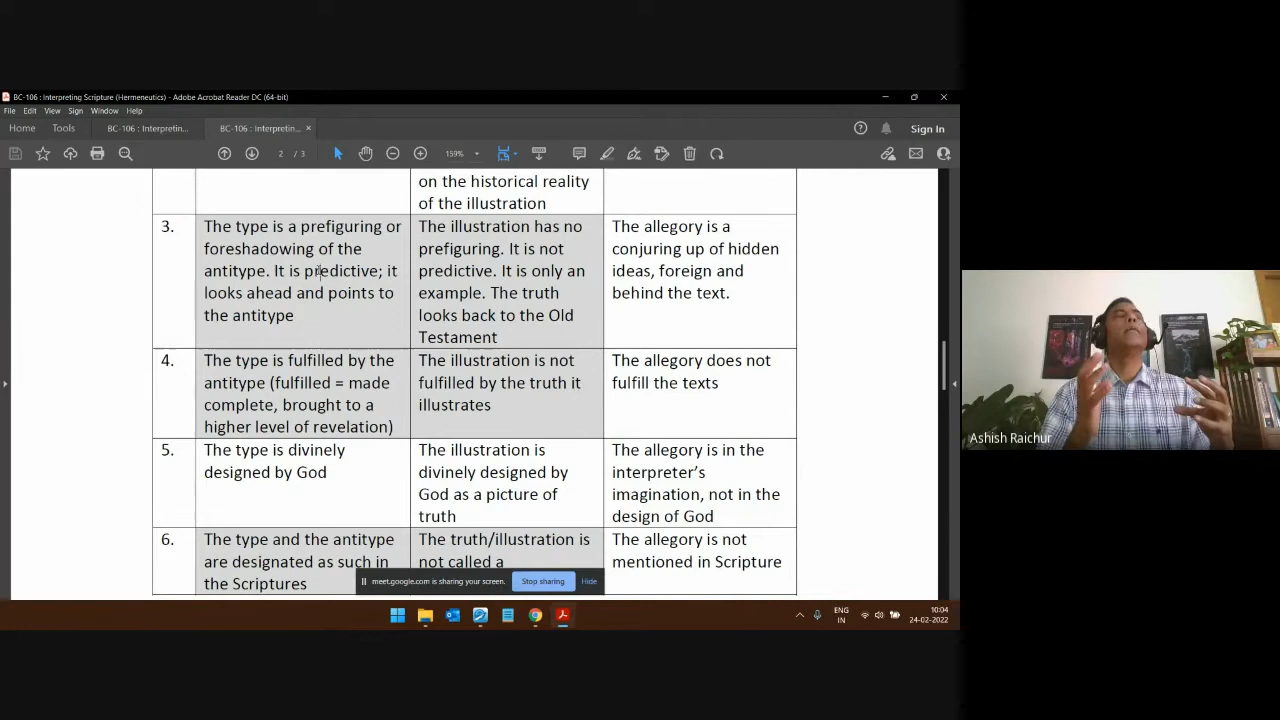 BC-106 : Interpreting Scripture (Hermeneutics) - Adobe Acrobat Reader DC (64-bit)
File Edit View Sign Window Help
Home Tools BC-106 : Interpretin... BC-106 : Interpretin... × Sign In
2 / 3 159%
on the historical reality
of the illustration
3.
The type is a prefiguring or
foreshadowing of the
antitype. It is predictive; it
looks ahead and points to
the antitype
The illustration has no
prefiguring. It is not
predictive. It is only an
example. The truth
looks back to the Old
Testament
The allegory is a
conjuring up of hidden
ideas, foreign and
behind the text.
4.
The type is fulfilled by the
antitype (fulfilled = made
complete, brought to a
higher level of revelation)
The illustration is not
fulfilled by the truth it
illustrates
The allegory does not
fulfill the texts
5.
The type is divinely
designed by God
The illustration is
divinely designed by
God as a picture of
truth
The allegory is in the
interpreter's
imagination, not in the
design of God
6.
The type and the antitype
are designated as such in
the Scriptures
The truth/illustration is
not called a
The allegory is not
mentioned in Scripture
meet.google.com is sharing your screen. Stop sharing Hide
ENG
IN
10:04
24-02-2022
Ashish Raichur